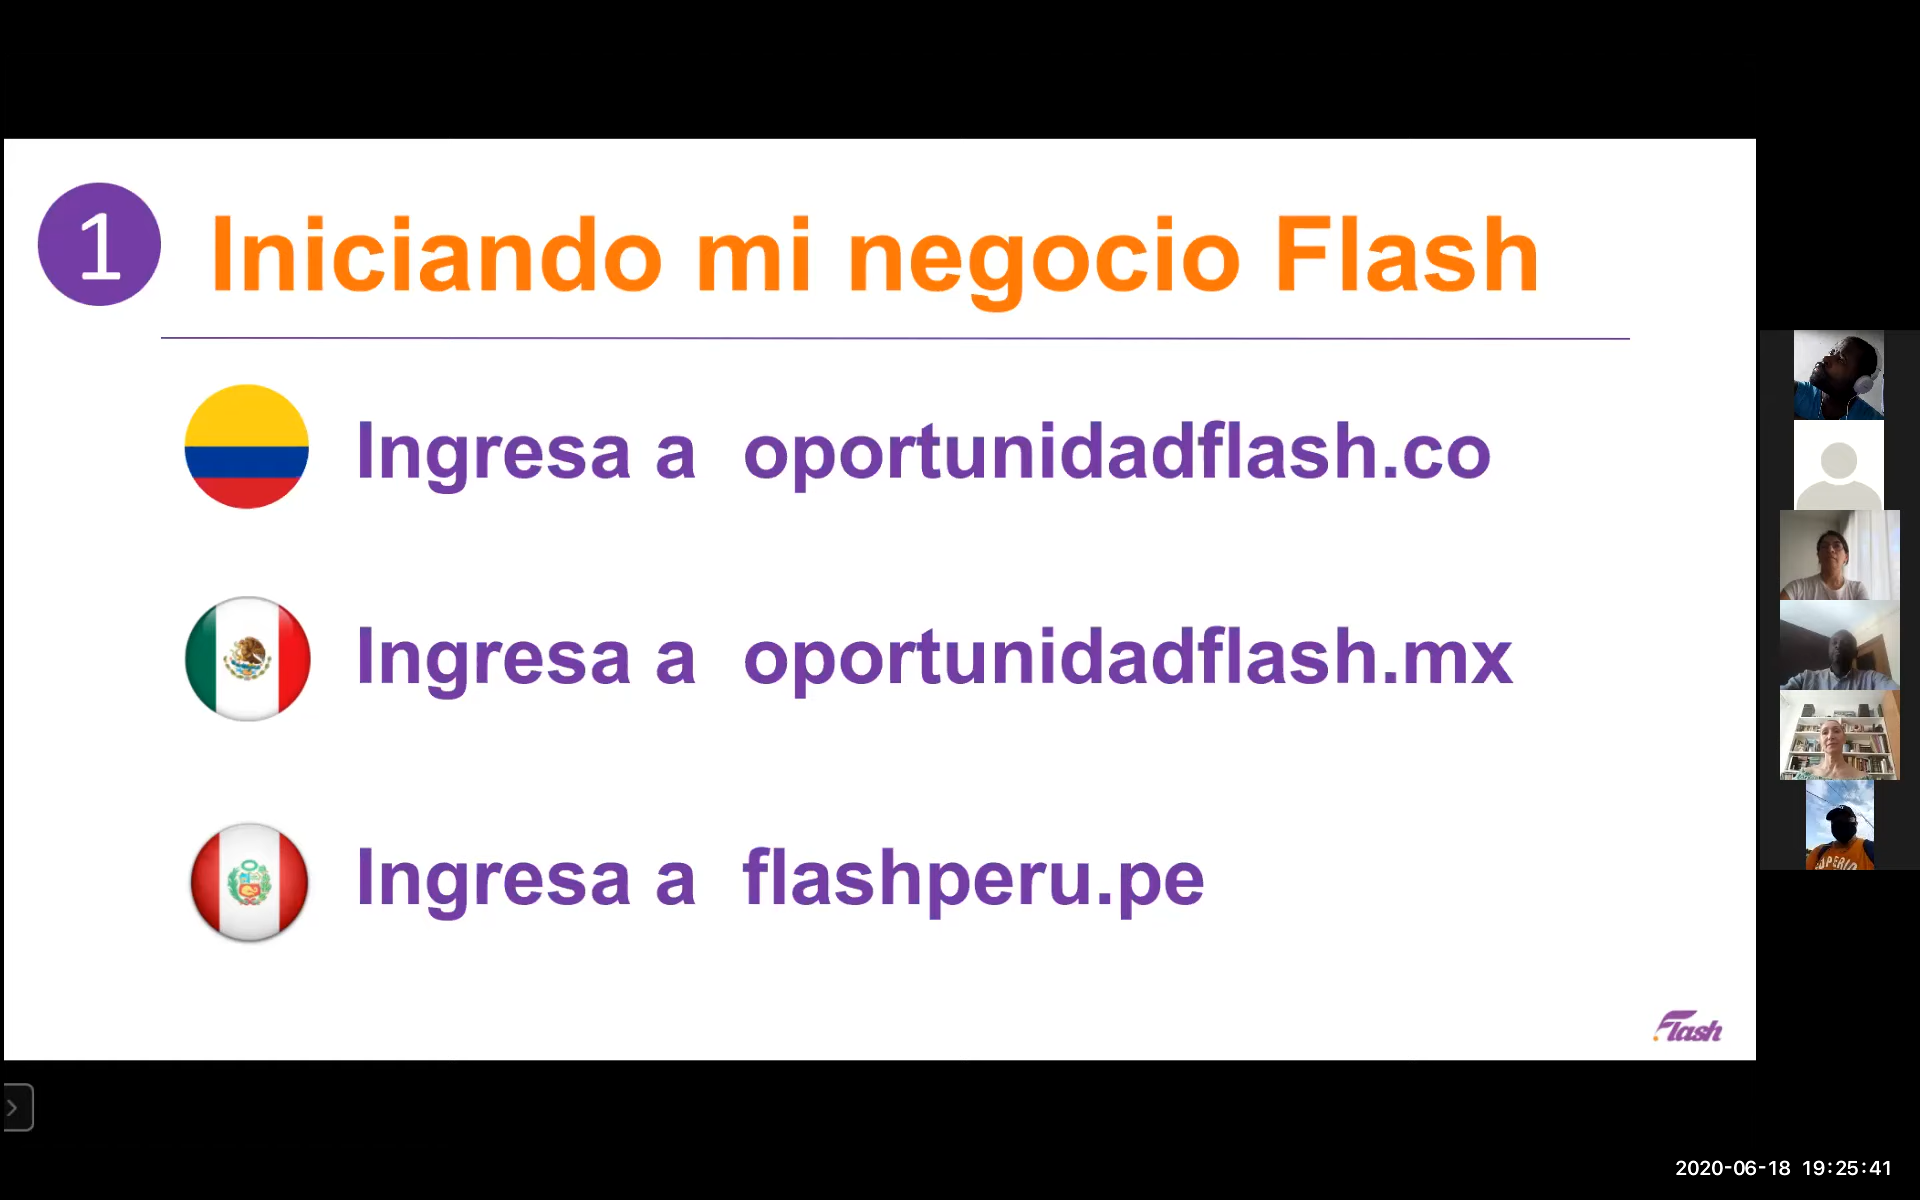 1 Iniciando mi negocio Flash
Ingresa a oportunidadflash.co
Ingresa a oportunidadflash.mx
Ingresa a flashperu.pe
Flash
2020-06-18 19:25:41